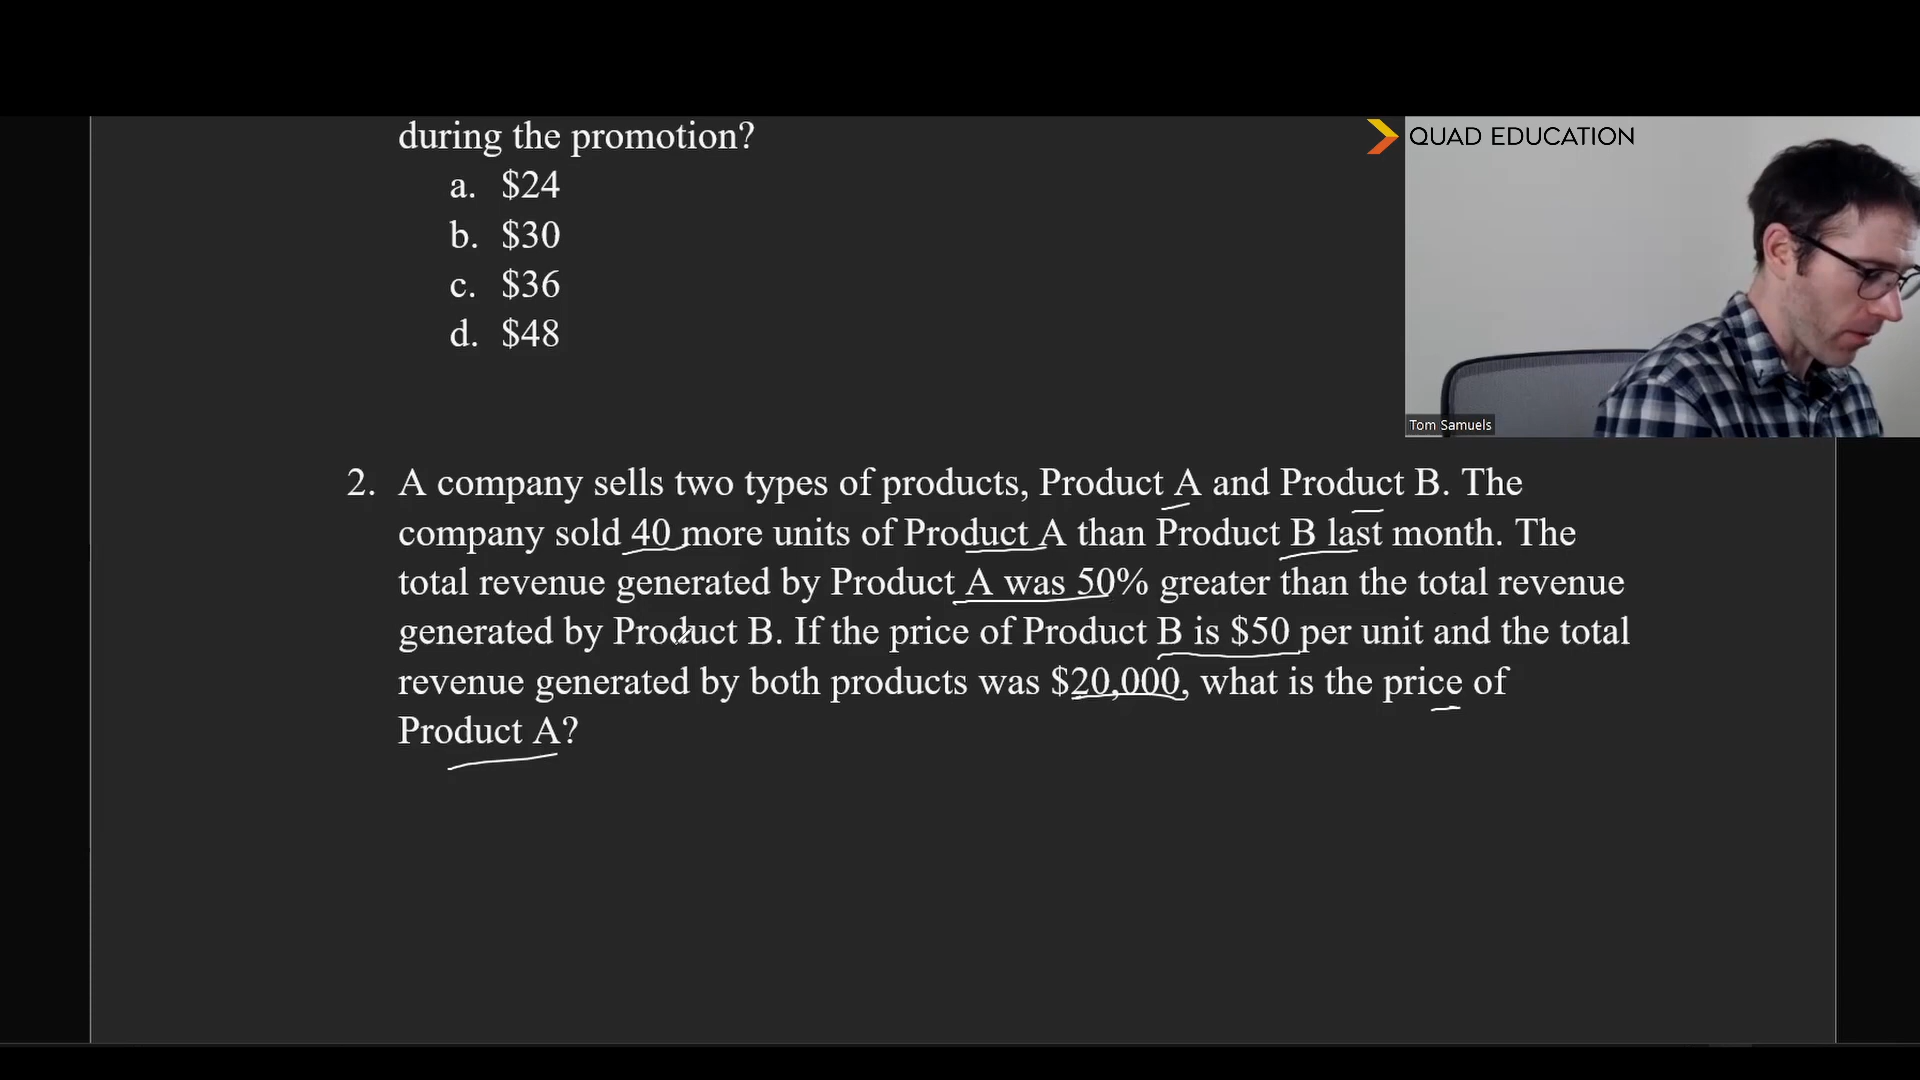 during the promotion?
QUAD EDUCATION
a. $24
b. $30
c. $36
d. $48
Tom Samuels
2. A company sells two types of products, Product A and Product B. The
company sold 40 more units of Product A than Product B last month. The
total revenue generated by Product A was 50% greater than the total revenue
generated by Product B. If the price of Product B is $50 per unit and the total
revenue generated by both products was $20,000, what is the price of
Product A?